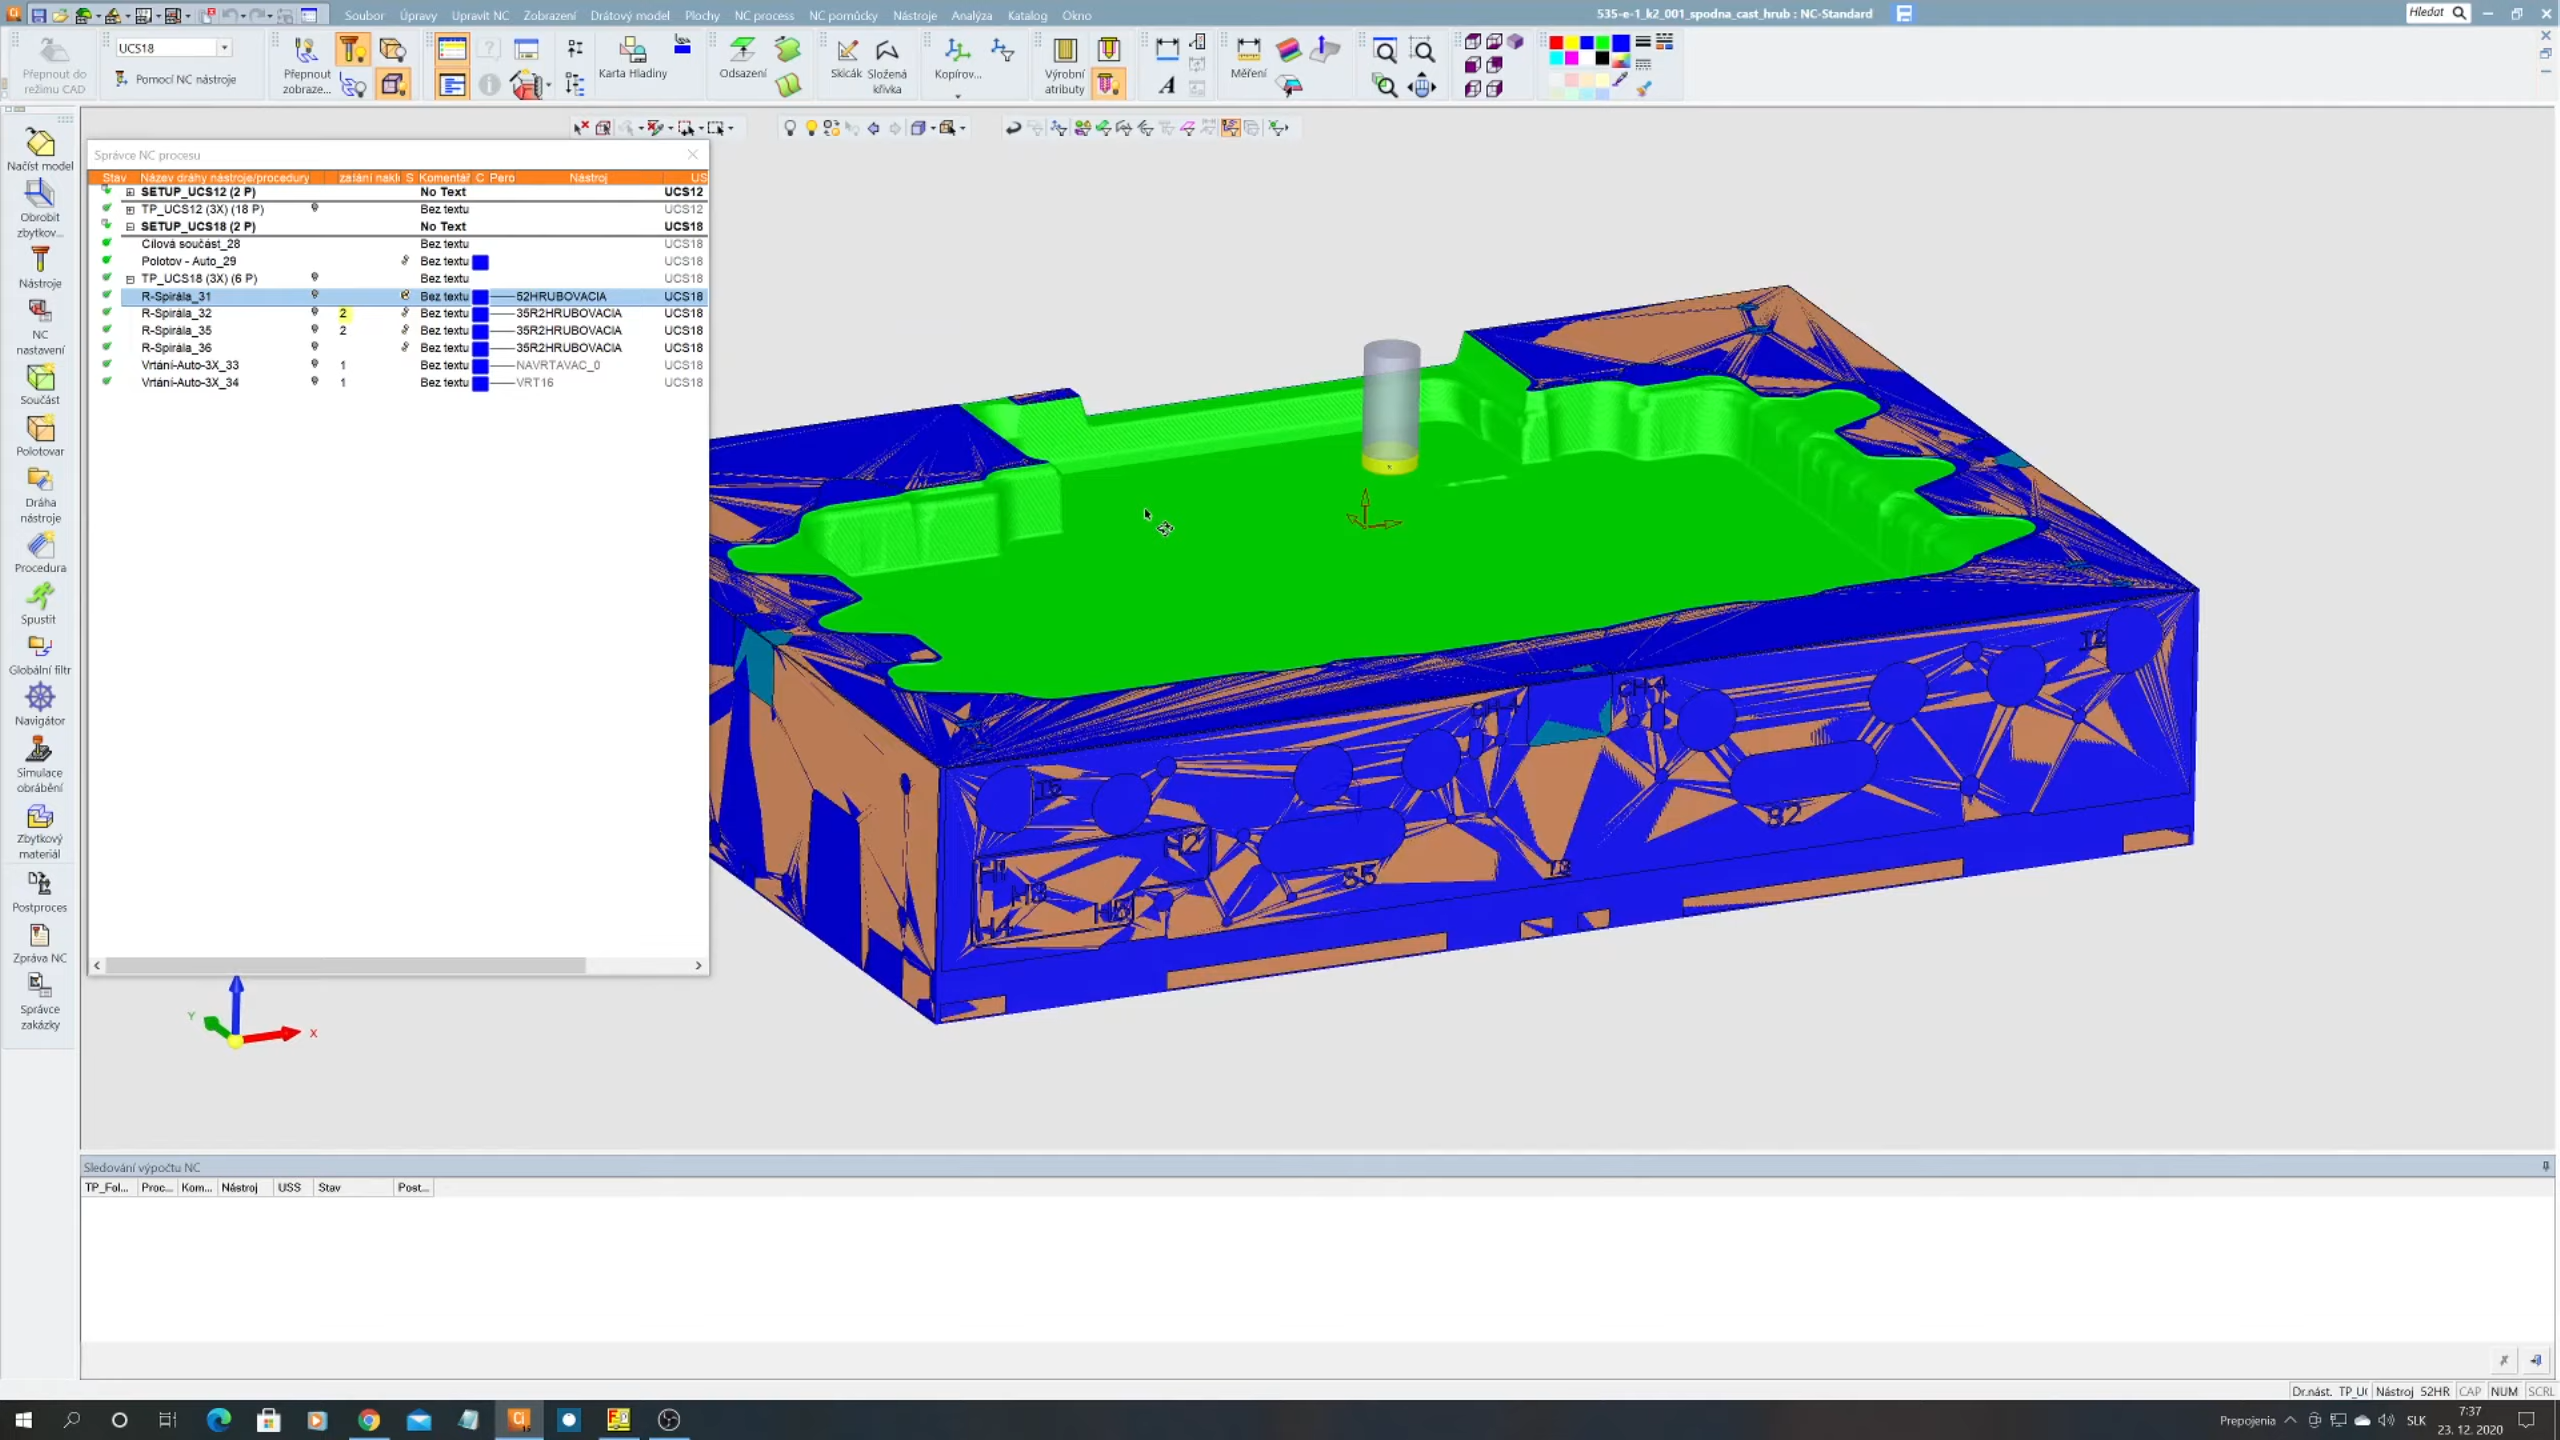 Soubor Úpravy Upravit NC Zobrazení Drátový model Plochy NC process NC pomůcky Nástroje Analýza Katalog Okno
535-e-1_k2_001_spodna_cast_hrub : NC-Standard
Hledat
Přepnout do režimu CAD
UCS18
Pomocí NC nástroje
Přepnout zobraze...
Karta Hladiny
Odsazení
Skicák
Složená křivka
Kopírov...
Výrobní atributy
Měření
Načíst model
Obrobit zbytkov...
Nástroje
NC nastavení
Součást
Polotovar
Dráha nástroje
Procedura
Spustit
Globální filtr
Navigátor
Simulace obrábění
Zbytkový materiál
Postproces
Zpráva NC
Správce zakázky
Správce NC procesu
Stav Název dráhy nástroje/procedury zatání nakl S Komentář C Pero Nástroj US
SETUP_UCS12 (2 P) No Text UCS12
TP_UCS12 (3X) (18 P) Bez textu UCS12
SETUP_UCS18 (2 P) No Text UCS18
Cílová součást_28 Bez textu UCS18
Polotov - Auto_29 Bez textu UCS18
TP_UCS18 (3X) (6 P) Bez textu UCS18
R-Spirála_31 Bez textu 52HRUBOVACIA UCS18
R-Spirála_32 2 Bez textu 35R2HRUBOVACIA UCS18
R-Spirála_35 2 Bez textu 35R2HRUBOVACIA UCS18
R-Spirála_36 Bez textu 35R2HRUBOVACIA UCS18
Vrtání-Auto-3X_33 1 Bez textu NAVRTAVAC_0 UCS18
Vrtání-Auto-3X_34 1 Bez textu VRT16 UCS18
CH-4
I2
H2
S5
I3
82
H3
H4
Y
X
Sledování výpočtu NC
TP_Fol... Proc... Kom... Nástroj USS Stav Post...
Dr.nást. TP_U Nástroj 52HR CAP NUM SCRL
Prepojenia SLK 7:37
23. 12. 2020